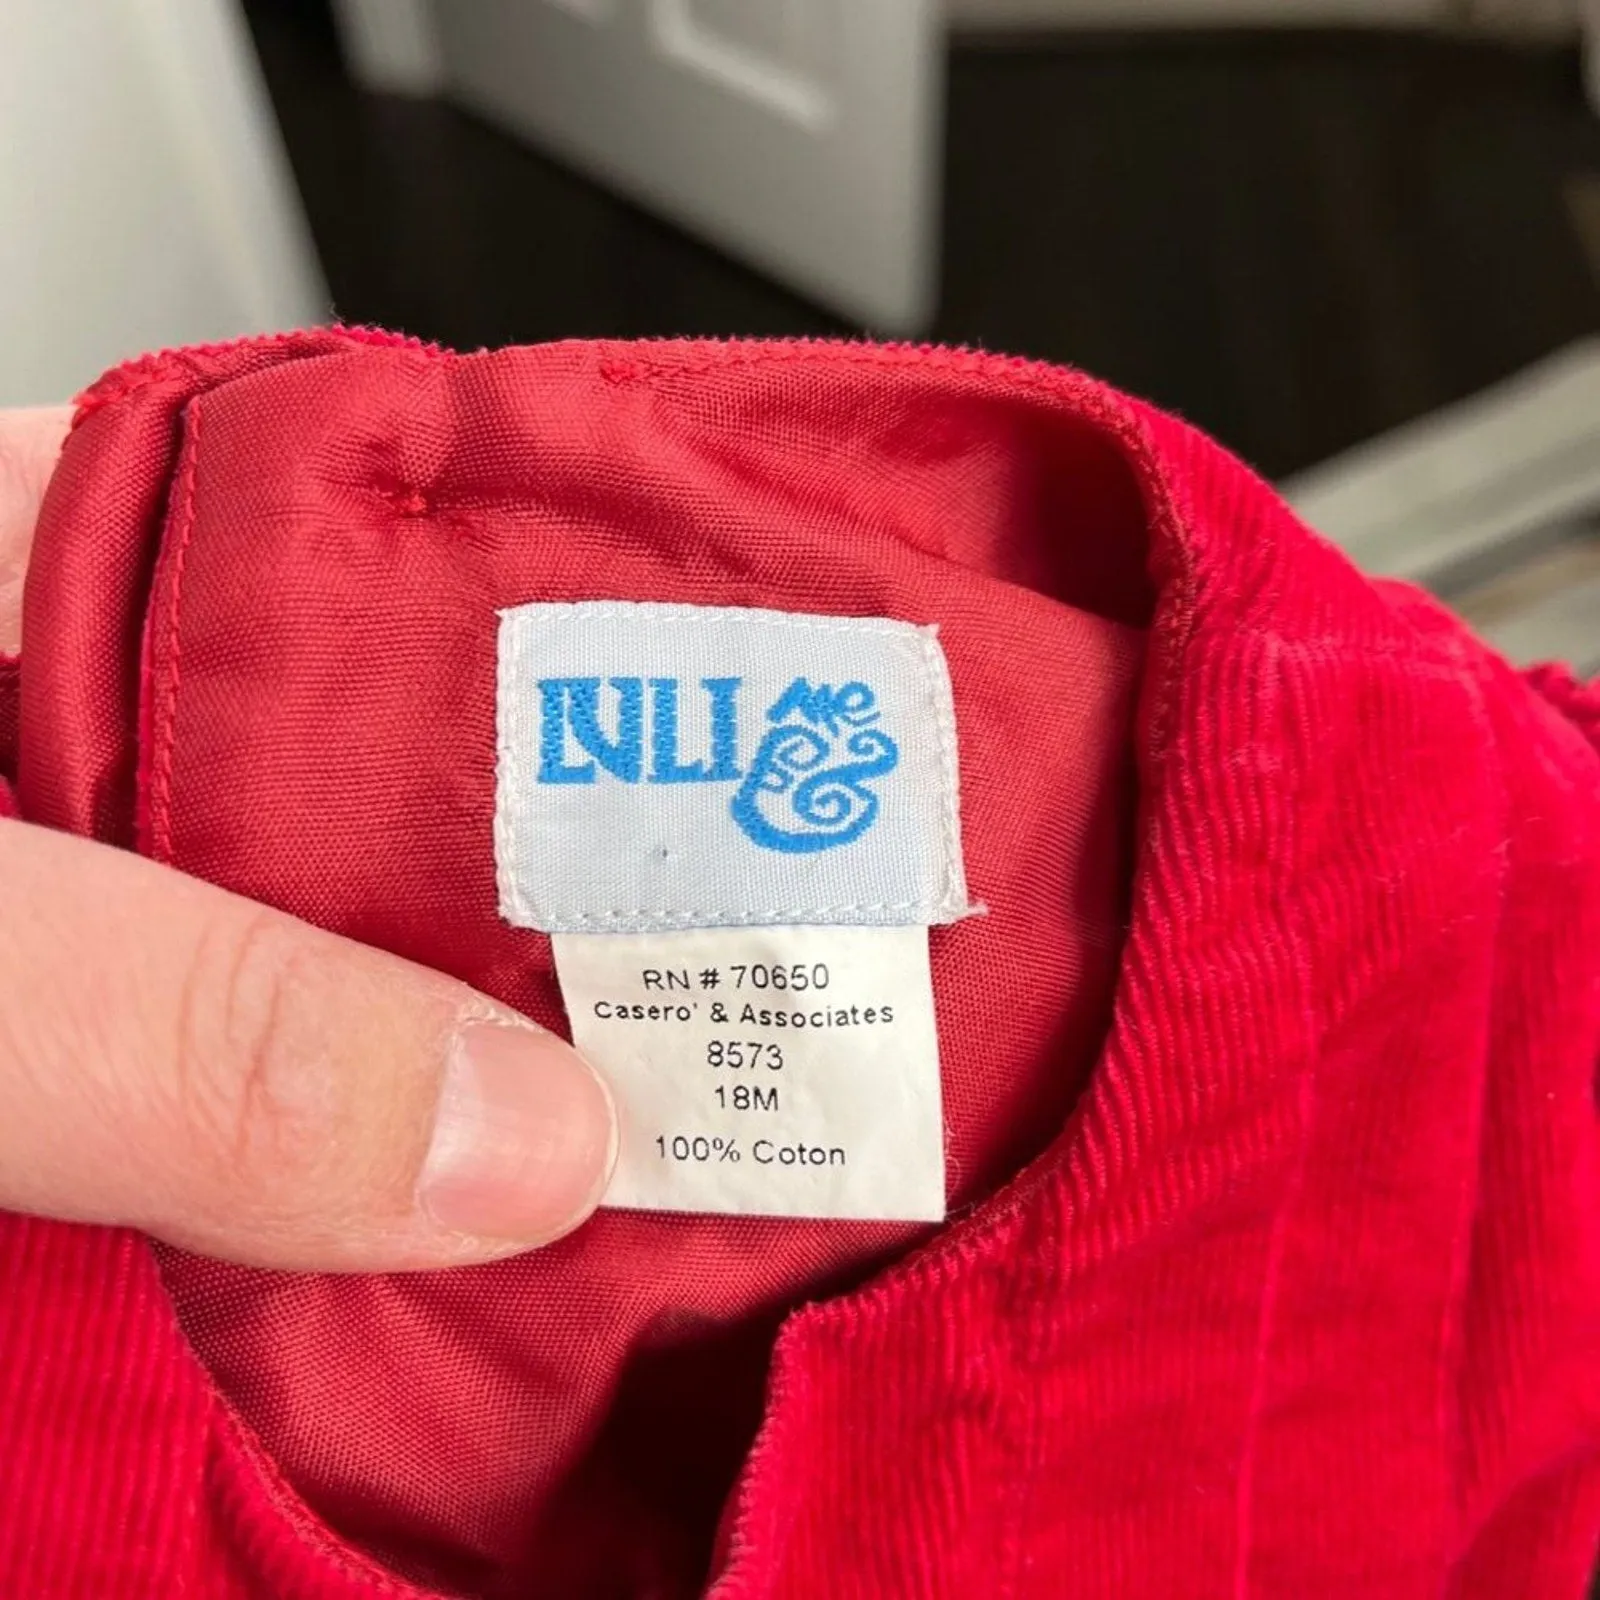 LULI
Me
&
RN # 70650
Casero' & Associates
8573
18M
100% Coton